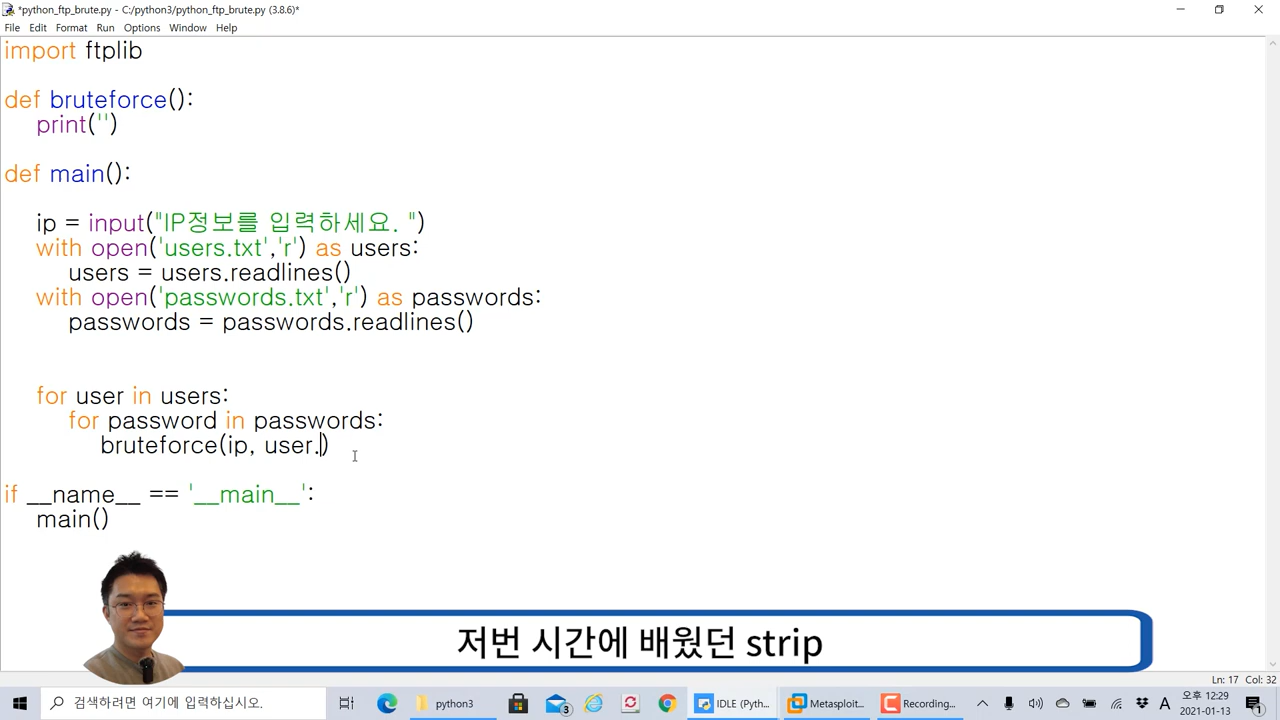 *python_ftp_brute.py - C:/python3/python_ftp_brute.py (3.8.6)*
File Edit Format Run Options Window Help
import ftplib
def bruteforce():
print('')
def main():
ip = input("IP정보를 입력하세요. ")
with open('users.txt','r') as users:
users = users.readlines()
with open('passwords.txt','r') as passwords:
passwords = passwords.readlines()
for user in users:
for password in passwords:
bruteforce(ip, user.)
if __name__ == '__main__':
main()
저번 시간에 배웠던 strip
Ln: 17 Col: 32
검색하려면 여기에 입력하십시오.
python3
3
IDLE (Pyth...
Metasploit...
Recording...
A
오후 12:29
2021-01-13
1